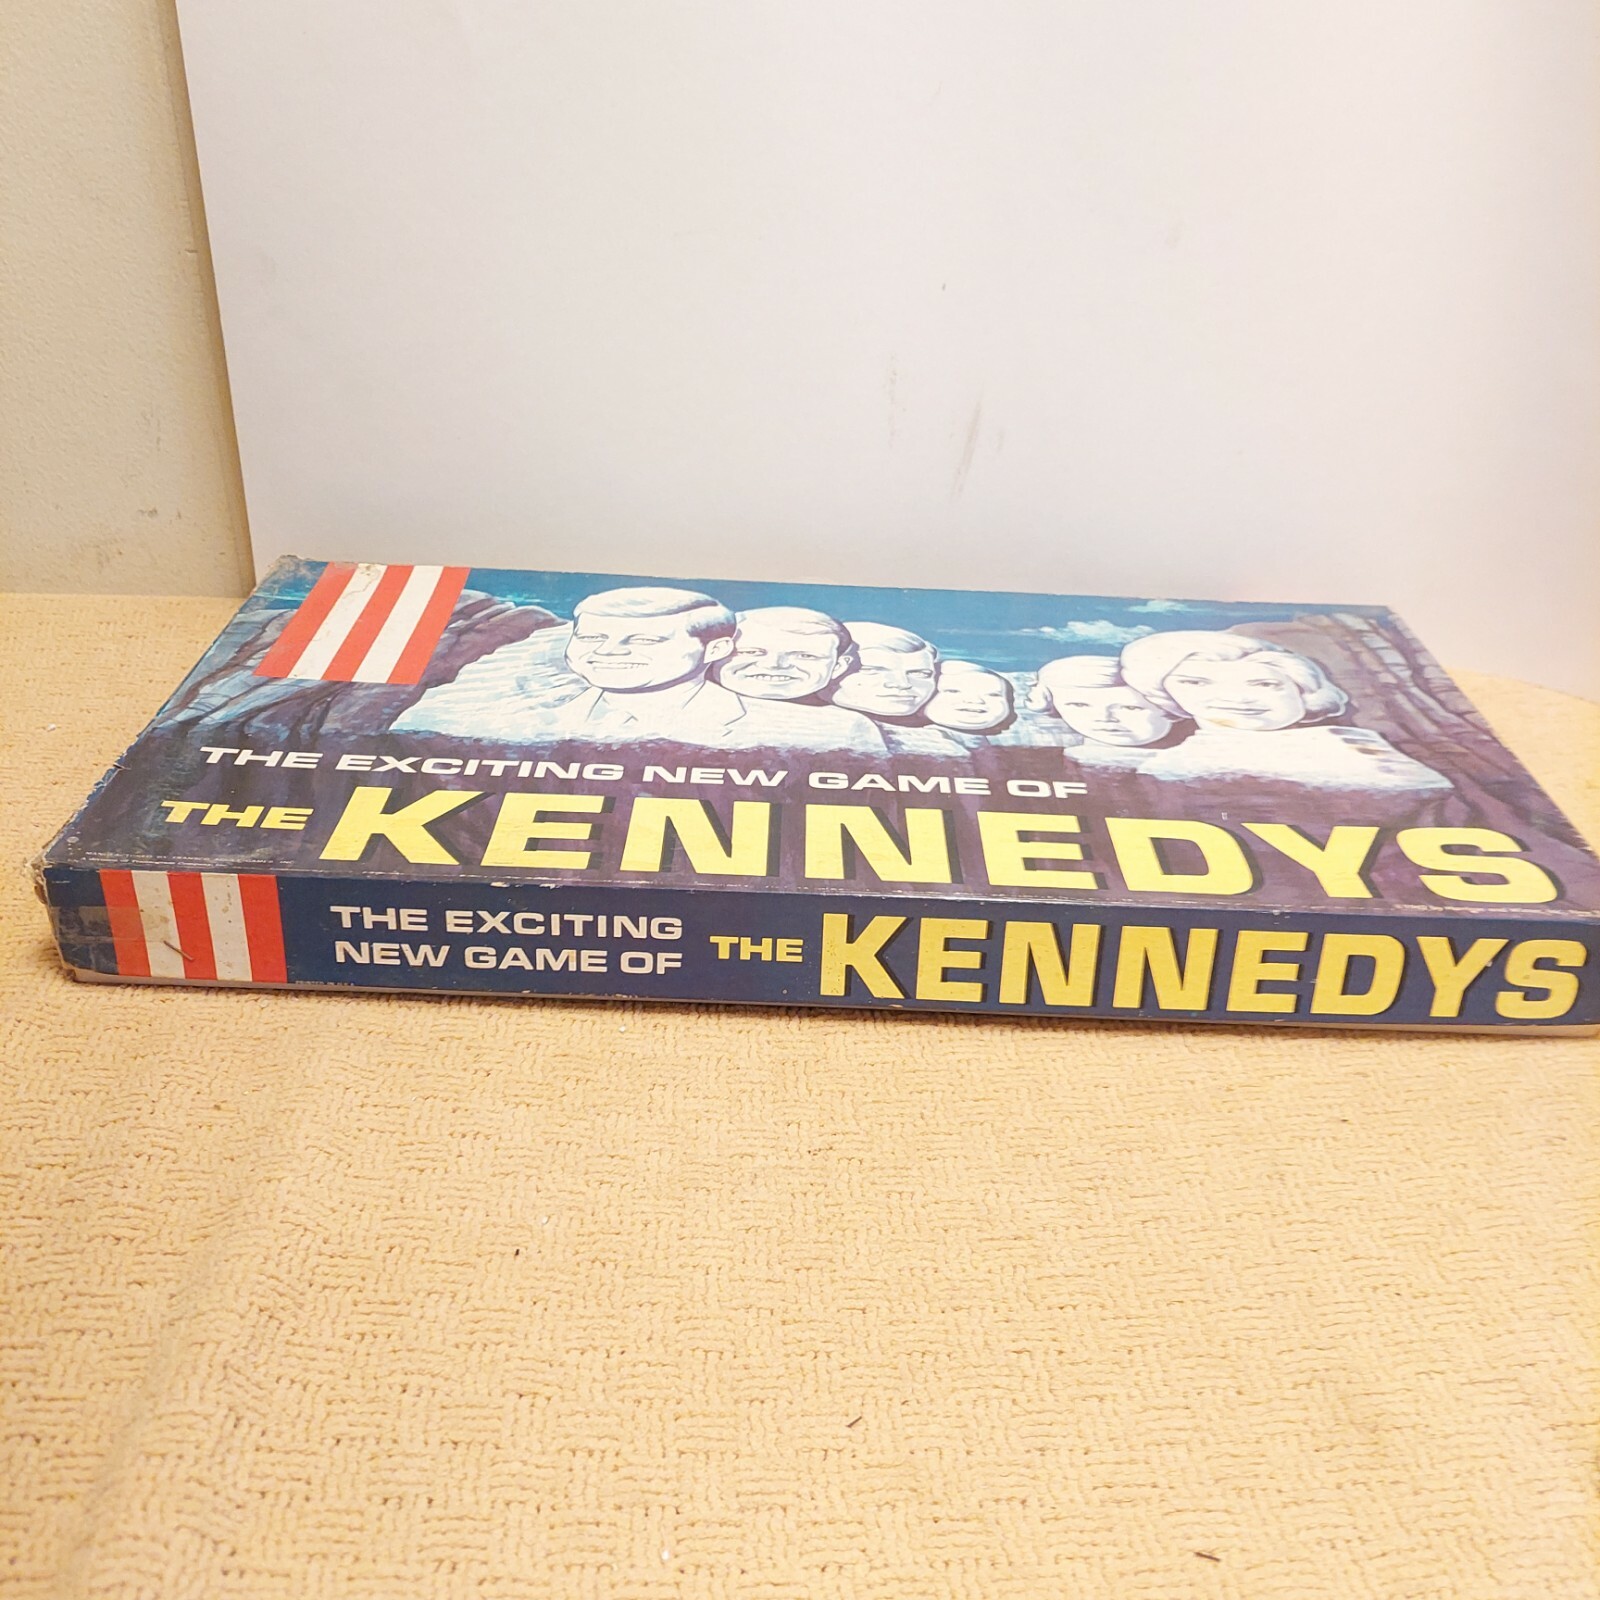 THE EXCITING NEW GAME OF
THE KENNEDYS
THE EXCITING
NEW GAME OF
THE KENNEDYS